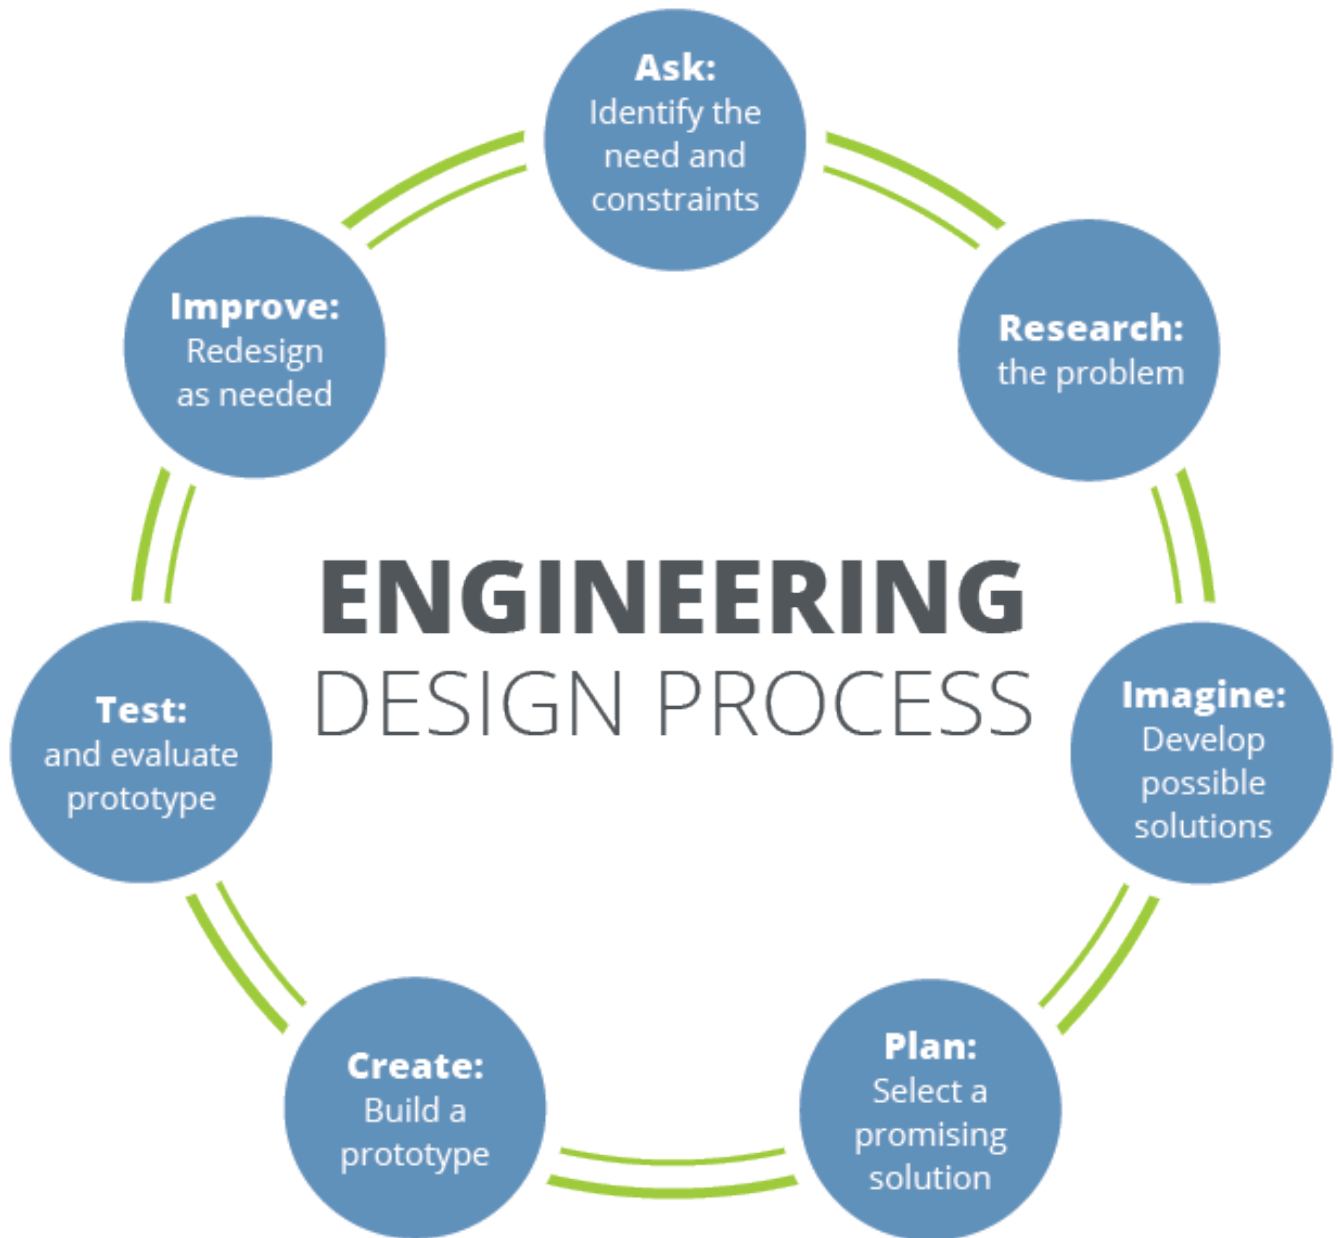 Ask:
Identify the
need and
constraints
Research:
the problem
Imagine:
Develop
possible
solutions
Plan:
Select a
promising
solution
Create:
Build a
prototype
Test:
and evaluate
prototype
Improve:
Redesign
as needed
ENGINEERING
DESIGN PROCESS